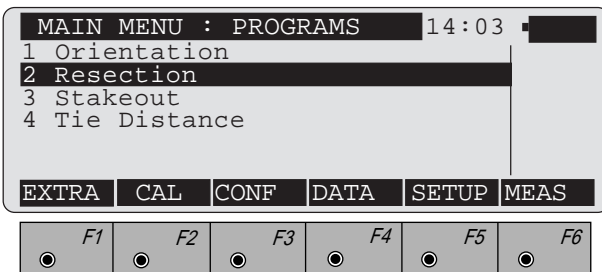 MAIN MENU : PROGRAMS 14:03
1 Orientation
2 Resection
3 Stakeout
4 Tie Distance
EXTRA CAL CONF DATA SETUP MEAS
F1 F2 F3 F4 F5 F6